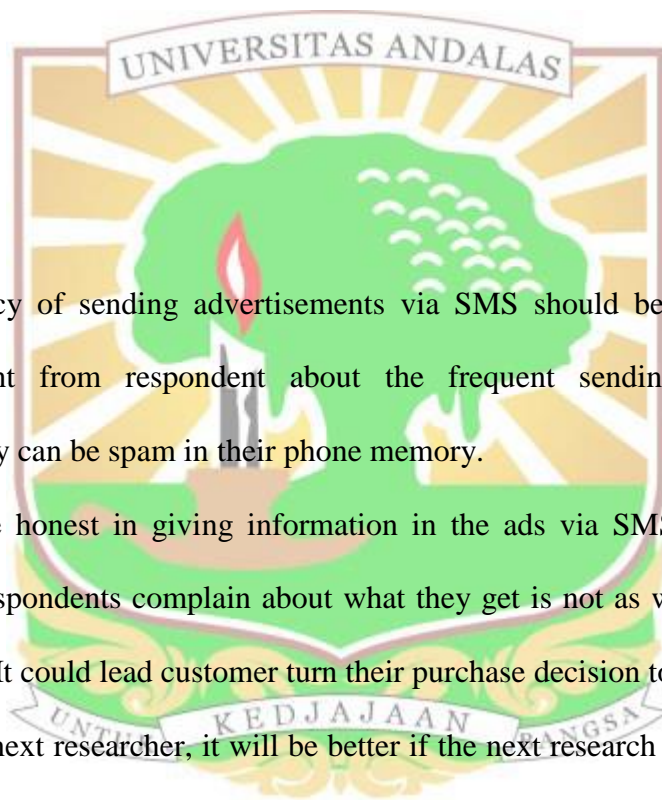 UNIVERSITAS ANDALAS
cy of sending advertisements via SMS should be
nt from respondent about the frequent sendin
y can be spam in their phone memory.
e honest in giving information in the ads via SMS
spondents complain about what they get is not as w
It could lead customer turn their purchase decision to
UNTUK KEDJAJAAN BANGSA
next researcher, it will be better if the next research